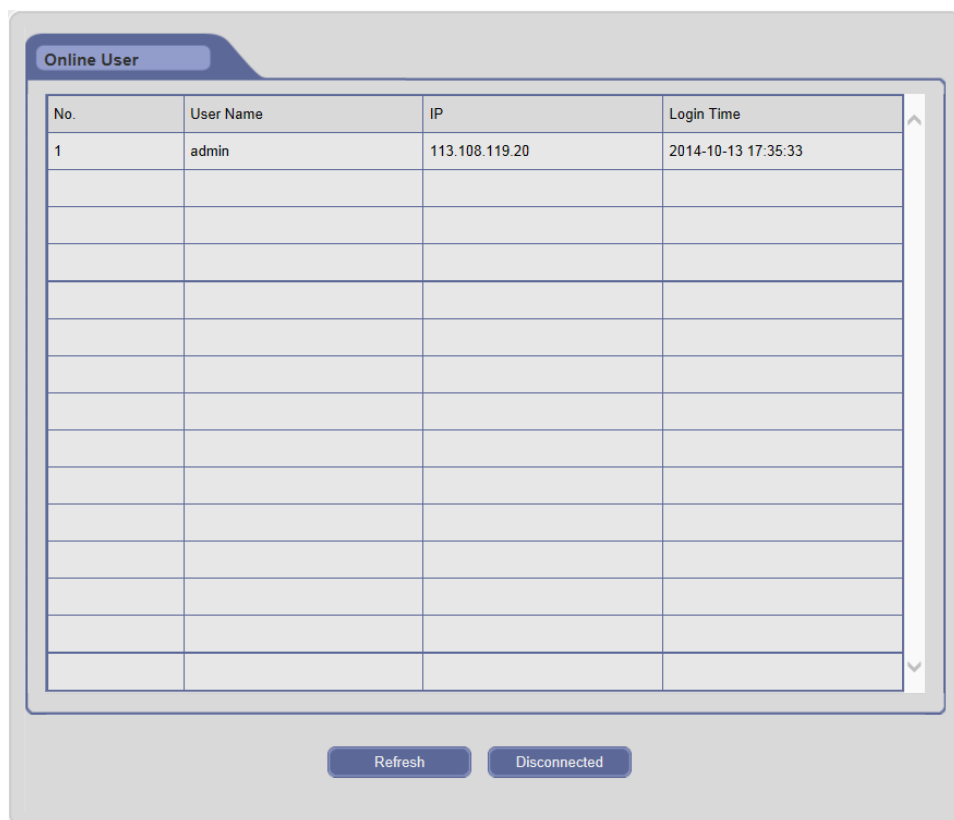 Online User
No. User Name IP Login Time
1 admin 113.108.119.20 2014-10-13 17:35:33
Refresh Disconnected